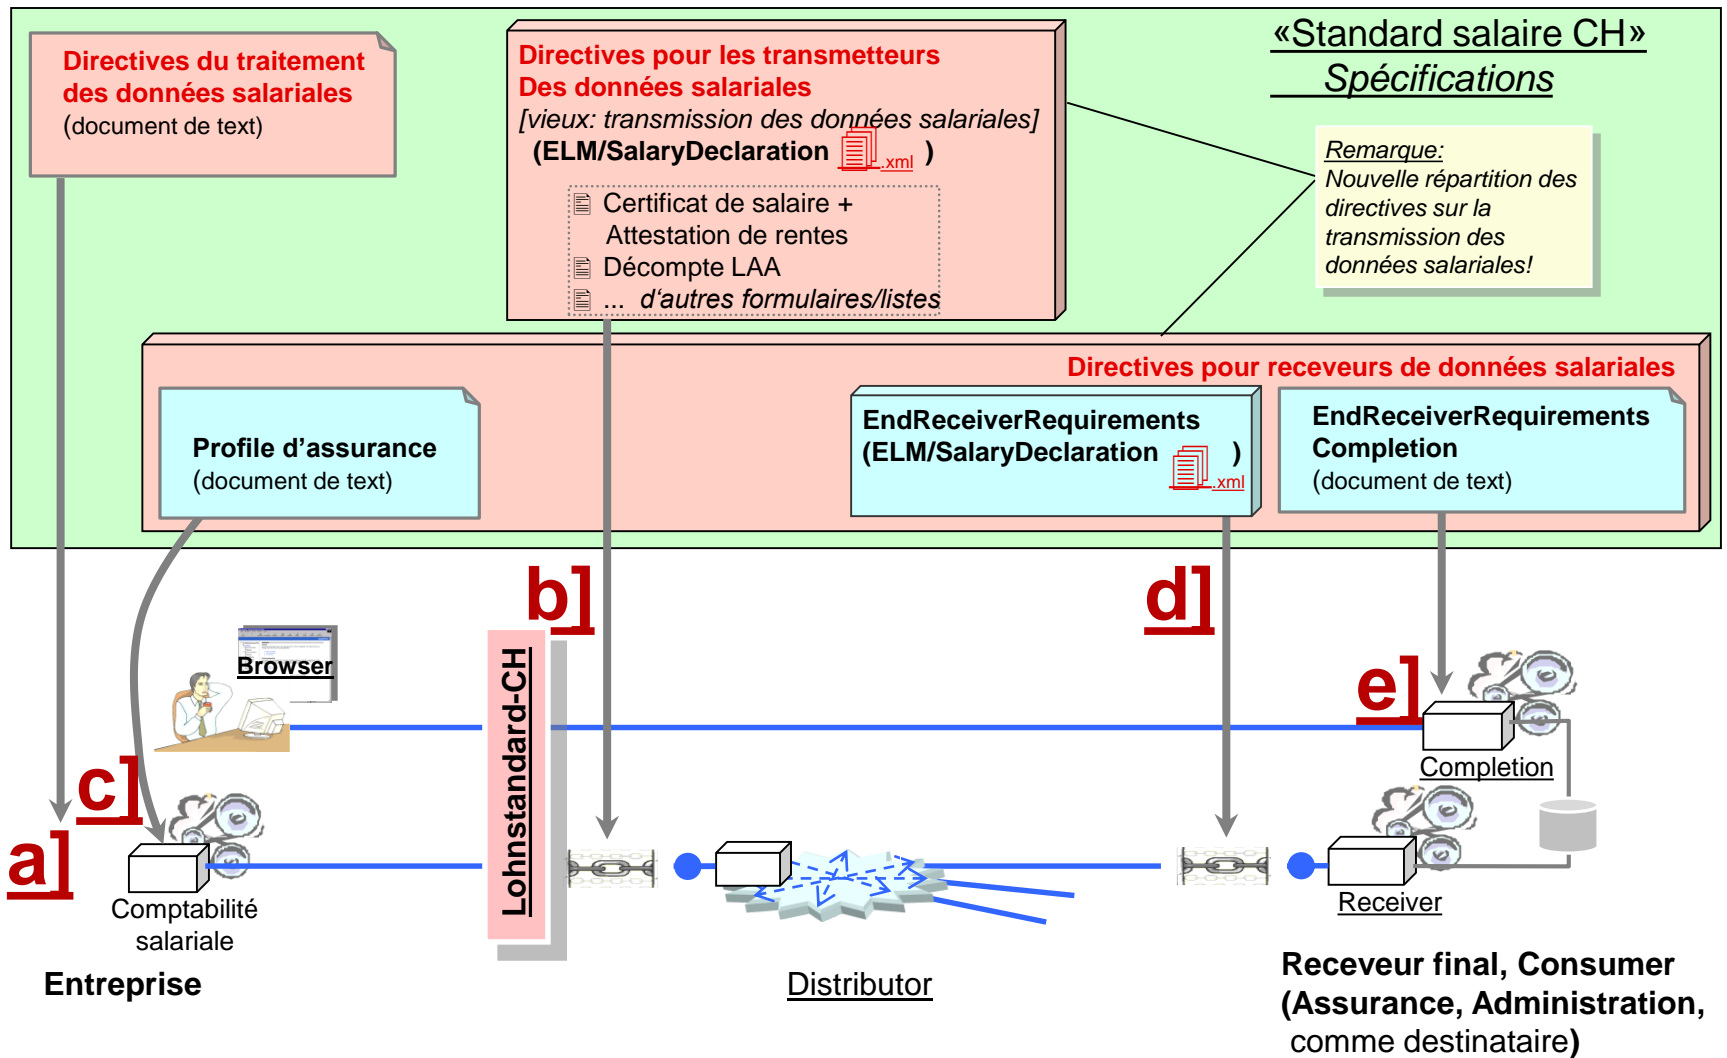 «Standard salaire CH»
Spécifications
Directives du traitement
des données salariales
(document de text)
Directives pour les transmetteurs
Des données salariales
[vieux: transmission des données salariales]
(ELM/SalaryDeclaration .xml )
Certificat de salaire +
Attestation de rentes
Décompte LAA
... d‘autres formulaires/listes
Remarque:
Nouvelle répartition des
directives sur la
transmission des
données salariales!
Directives pour receveurs de données salariales
Profile d’assurance
(document de text)
EndReceiverRequirements
(ELM/SalaryDeclaration .xml )
EndReceiverRequirements
Completion
(document de text)
b]
d]
Browser
Lohnstandard-CH
e]
Completion
c]
a]
Comptabilité
salariale
Receiver
Entreprise
Distributor
Receveur final, Consumer
(Assurance, Administration,
comme destinataire)